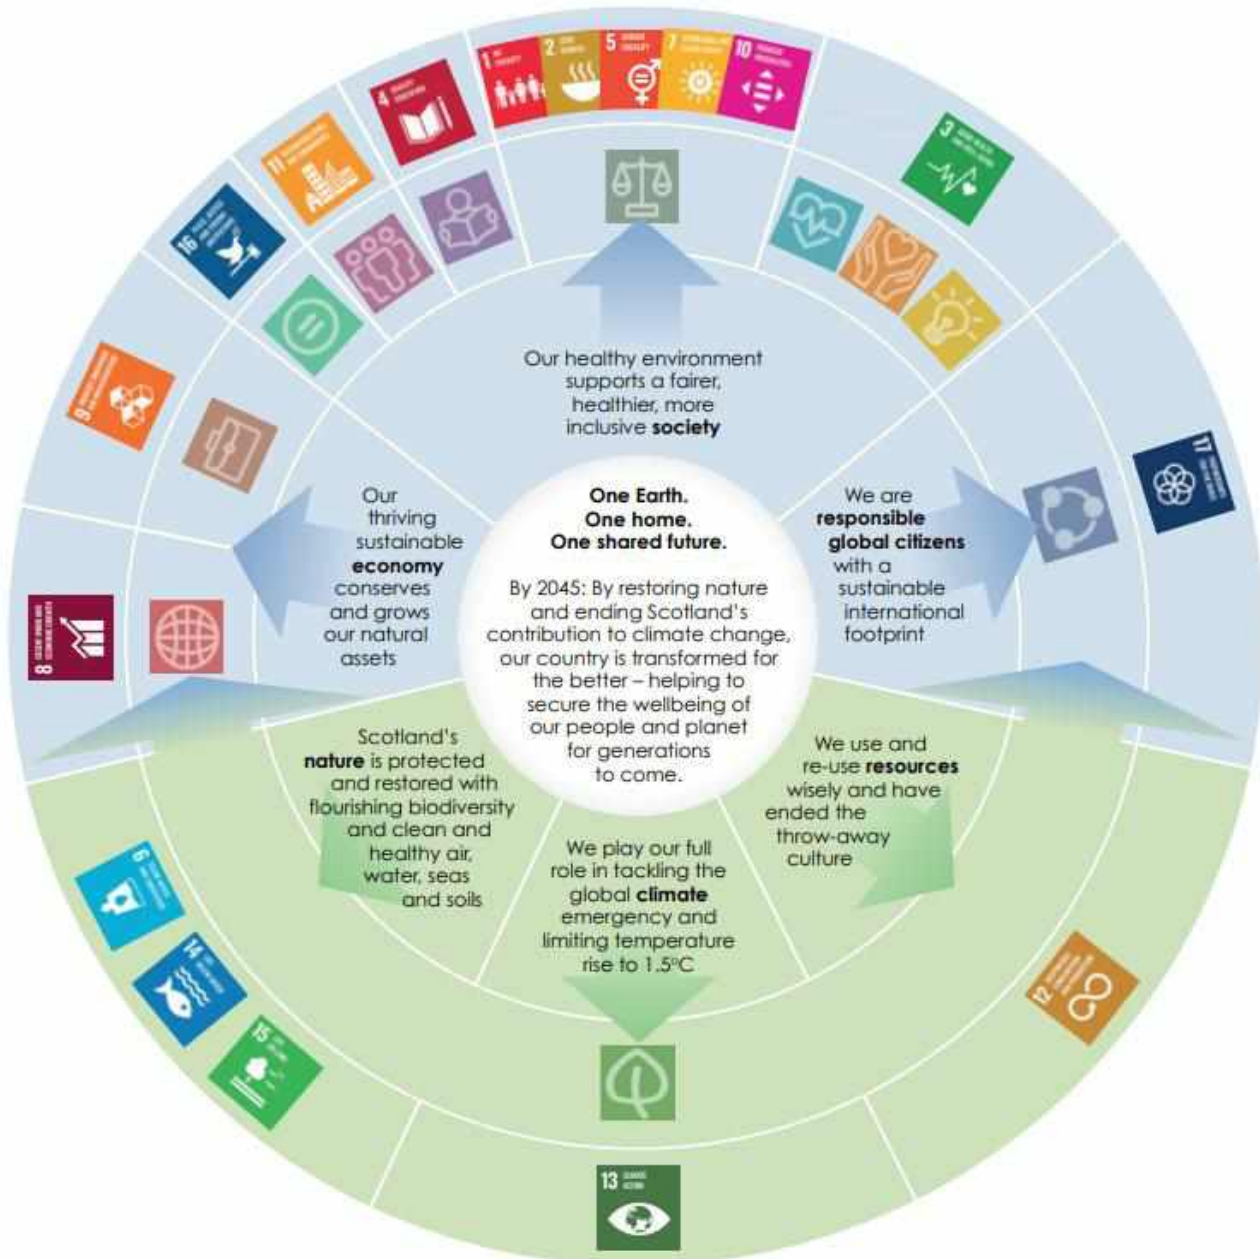 1
2
5
7
10
4
3
11
16
9
17
8
Our healthy environment
supports a fairer,
healthier, more
inclusive society
Our
thriving
sustainable
economy
conserves
and grows
our natural
assets
One Earth.
One home.
One shared future.
By 2045: By restoring nature
and ending Scotland's
contribution to climate change,
our country is transformed for
the better – helping to
secure the wellbeing of
our people and planet
for generations
to come.
We are
responsible
global citizens
with a
sustainable
international
footprint
Scotland's
nature is protected
and restored with
flourishing biodiversity
and clean and
healthy air,
water, seas
and soils
We play our full
role in tackling the
global climate
emergency and
limiting temperature
rise to 1.5°C
We use and
re-use resources
wisely and have
ended the
throw-away
culture
6
14
15
12
13 CLIMATE
ACTION